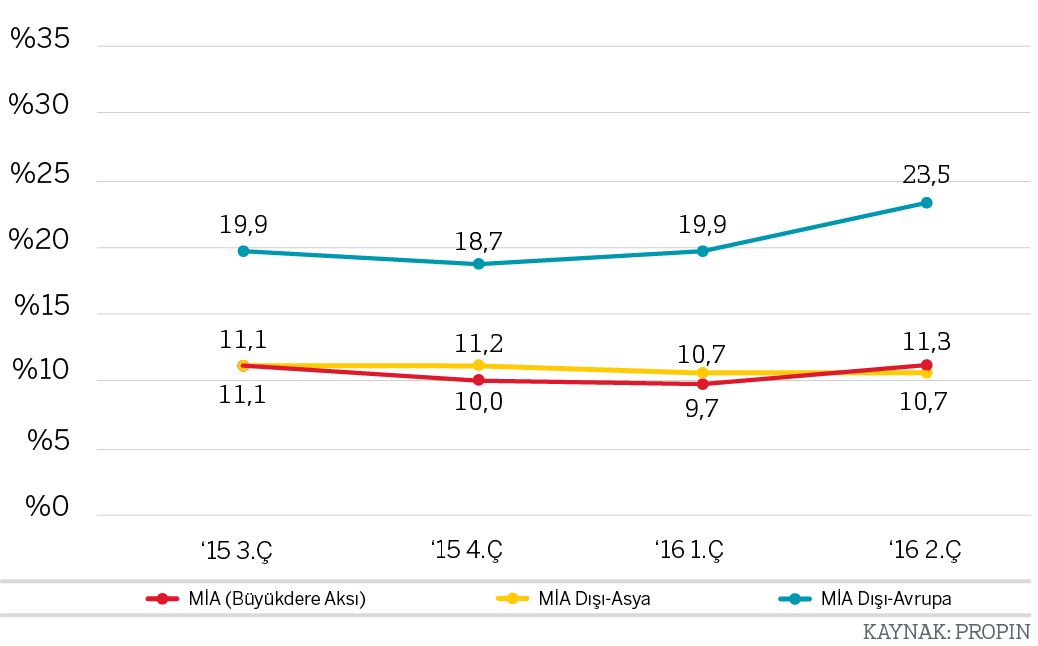 %35
%30
%25
%20
%15
%10
%5
%0
23,5
19,9
18,7
19,9
11,1
11,2
10,7
11,3
11,1
10,0
9,7
10,7
‘15 3.Ç
‘15 4.Ç
‘16 1.Ç
‘16 2.Ç
MİA (Büyükdere Aksı)
MİA Dışı-Asya
MİA Dışı-Avrupa
KAYNAK: PROPIN